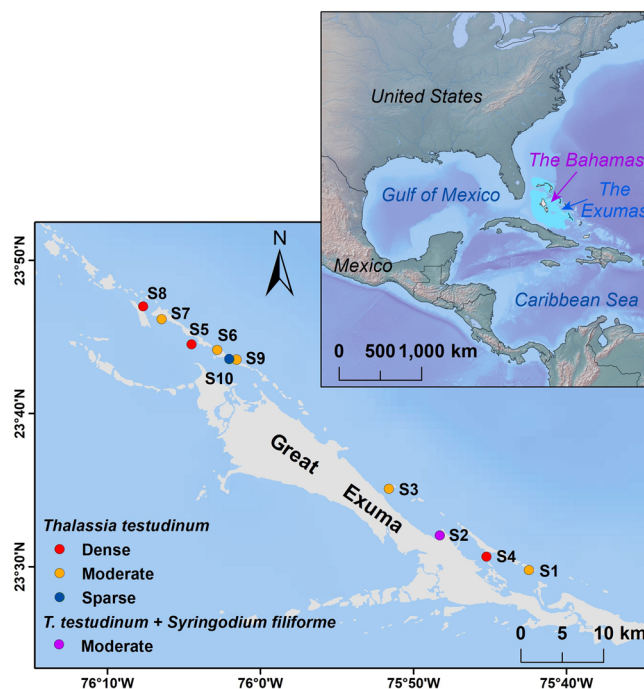 United States
The Bahamas
The
Exumas
Gulf of Mexico
Mexico
Caribbean Sea
0 500 1,000 km
N
23°50'N
23°40'N
23°30'N
S8
S7
S5
S6
S9
S10
Great
Exuma
S3
S2
S4
S1
Thalassia testudinum
Dense
Moderate
Sparse
T. testudinum + Syringodium filiforme
Moderate
0 5 10 km
76°10'W 76°0'W 75°50'W 75°40'W